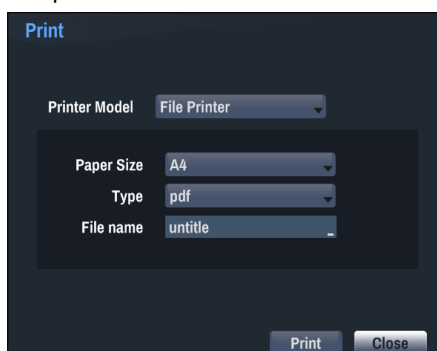 Print
Printer Model File Printer
Paper Size A4
Type pdf
File name untitle
Print Close